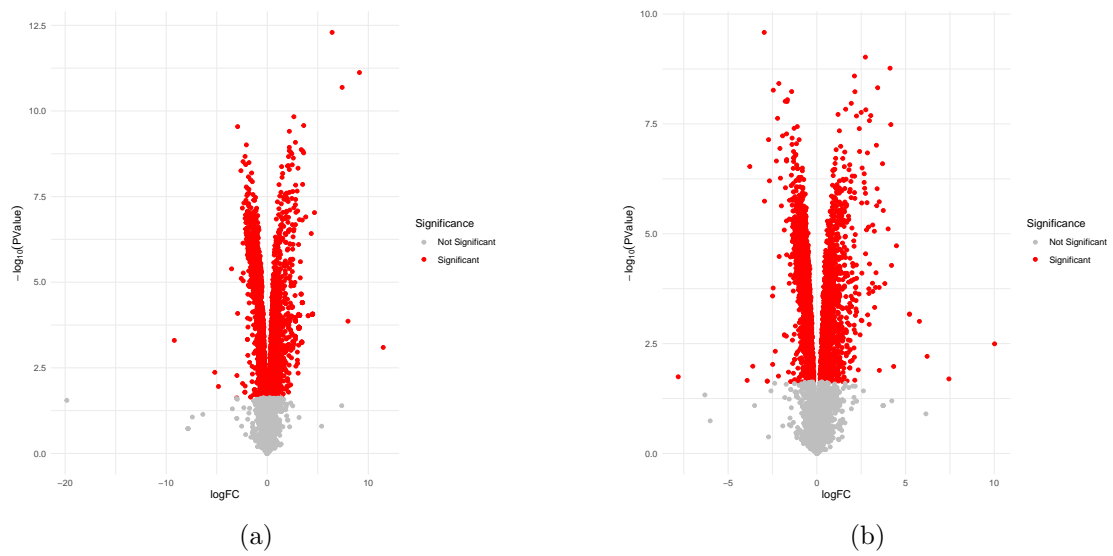 12.5
10.0
7.5
5.0
2.5
0.0
−log₁₀(PValue)
−20
−10
0
10
logFC
Significance
Not Significant
Significant
(a)
10.0
7.5
5.0
2.5
0.0
−log₁₀(PValue)
−5
0
5
10
logFC
Significance
Not Significant
Significant
(b)